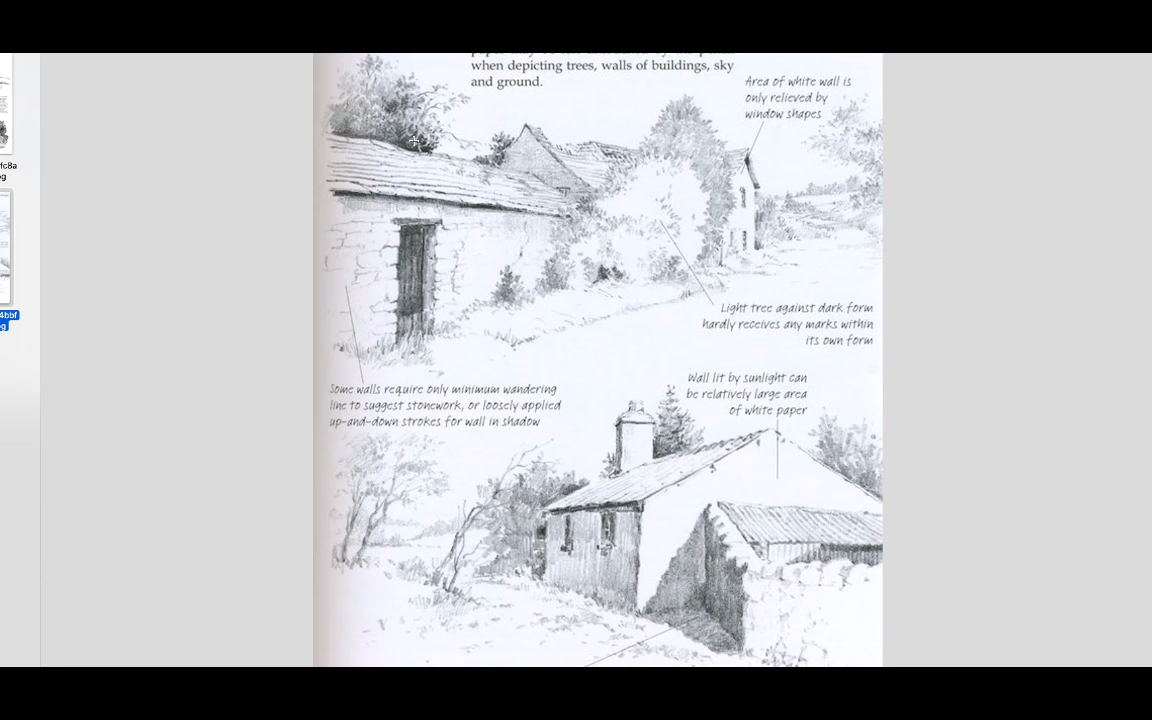 when depicting trees, walls of buildings, sky
and ground.
Area of white wall is
only relieved by
window shapes
Light tree against dark form
hardly receives any marks within
its own form
Some walls require only minimum wandering
line to suggest stonework, or loosely applied
up-and-down strokes for wall in shadow
Wall lit by sunlight can
be relatively large area
of white paper
fc8a
4bbf